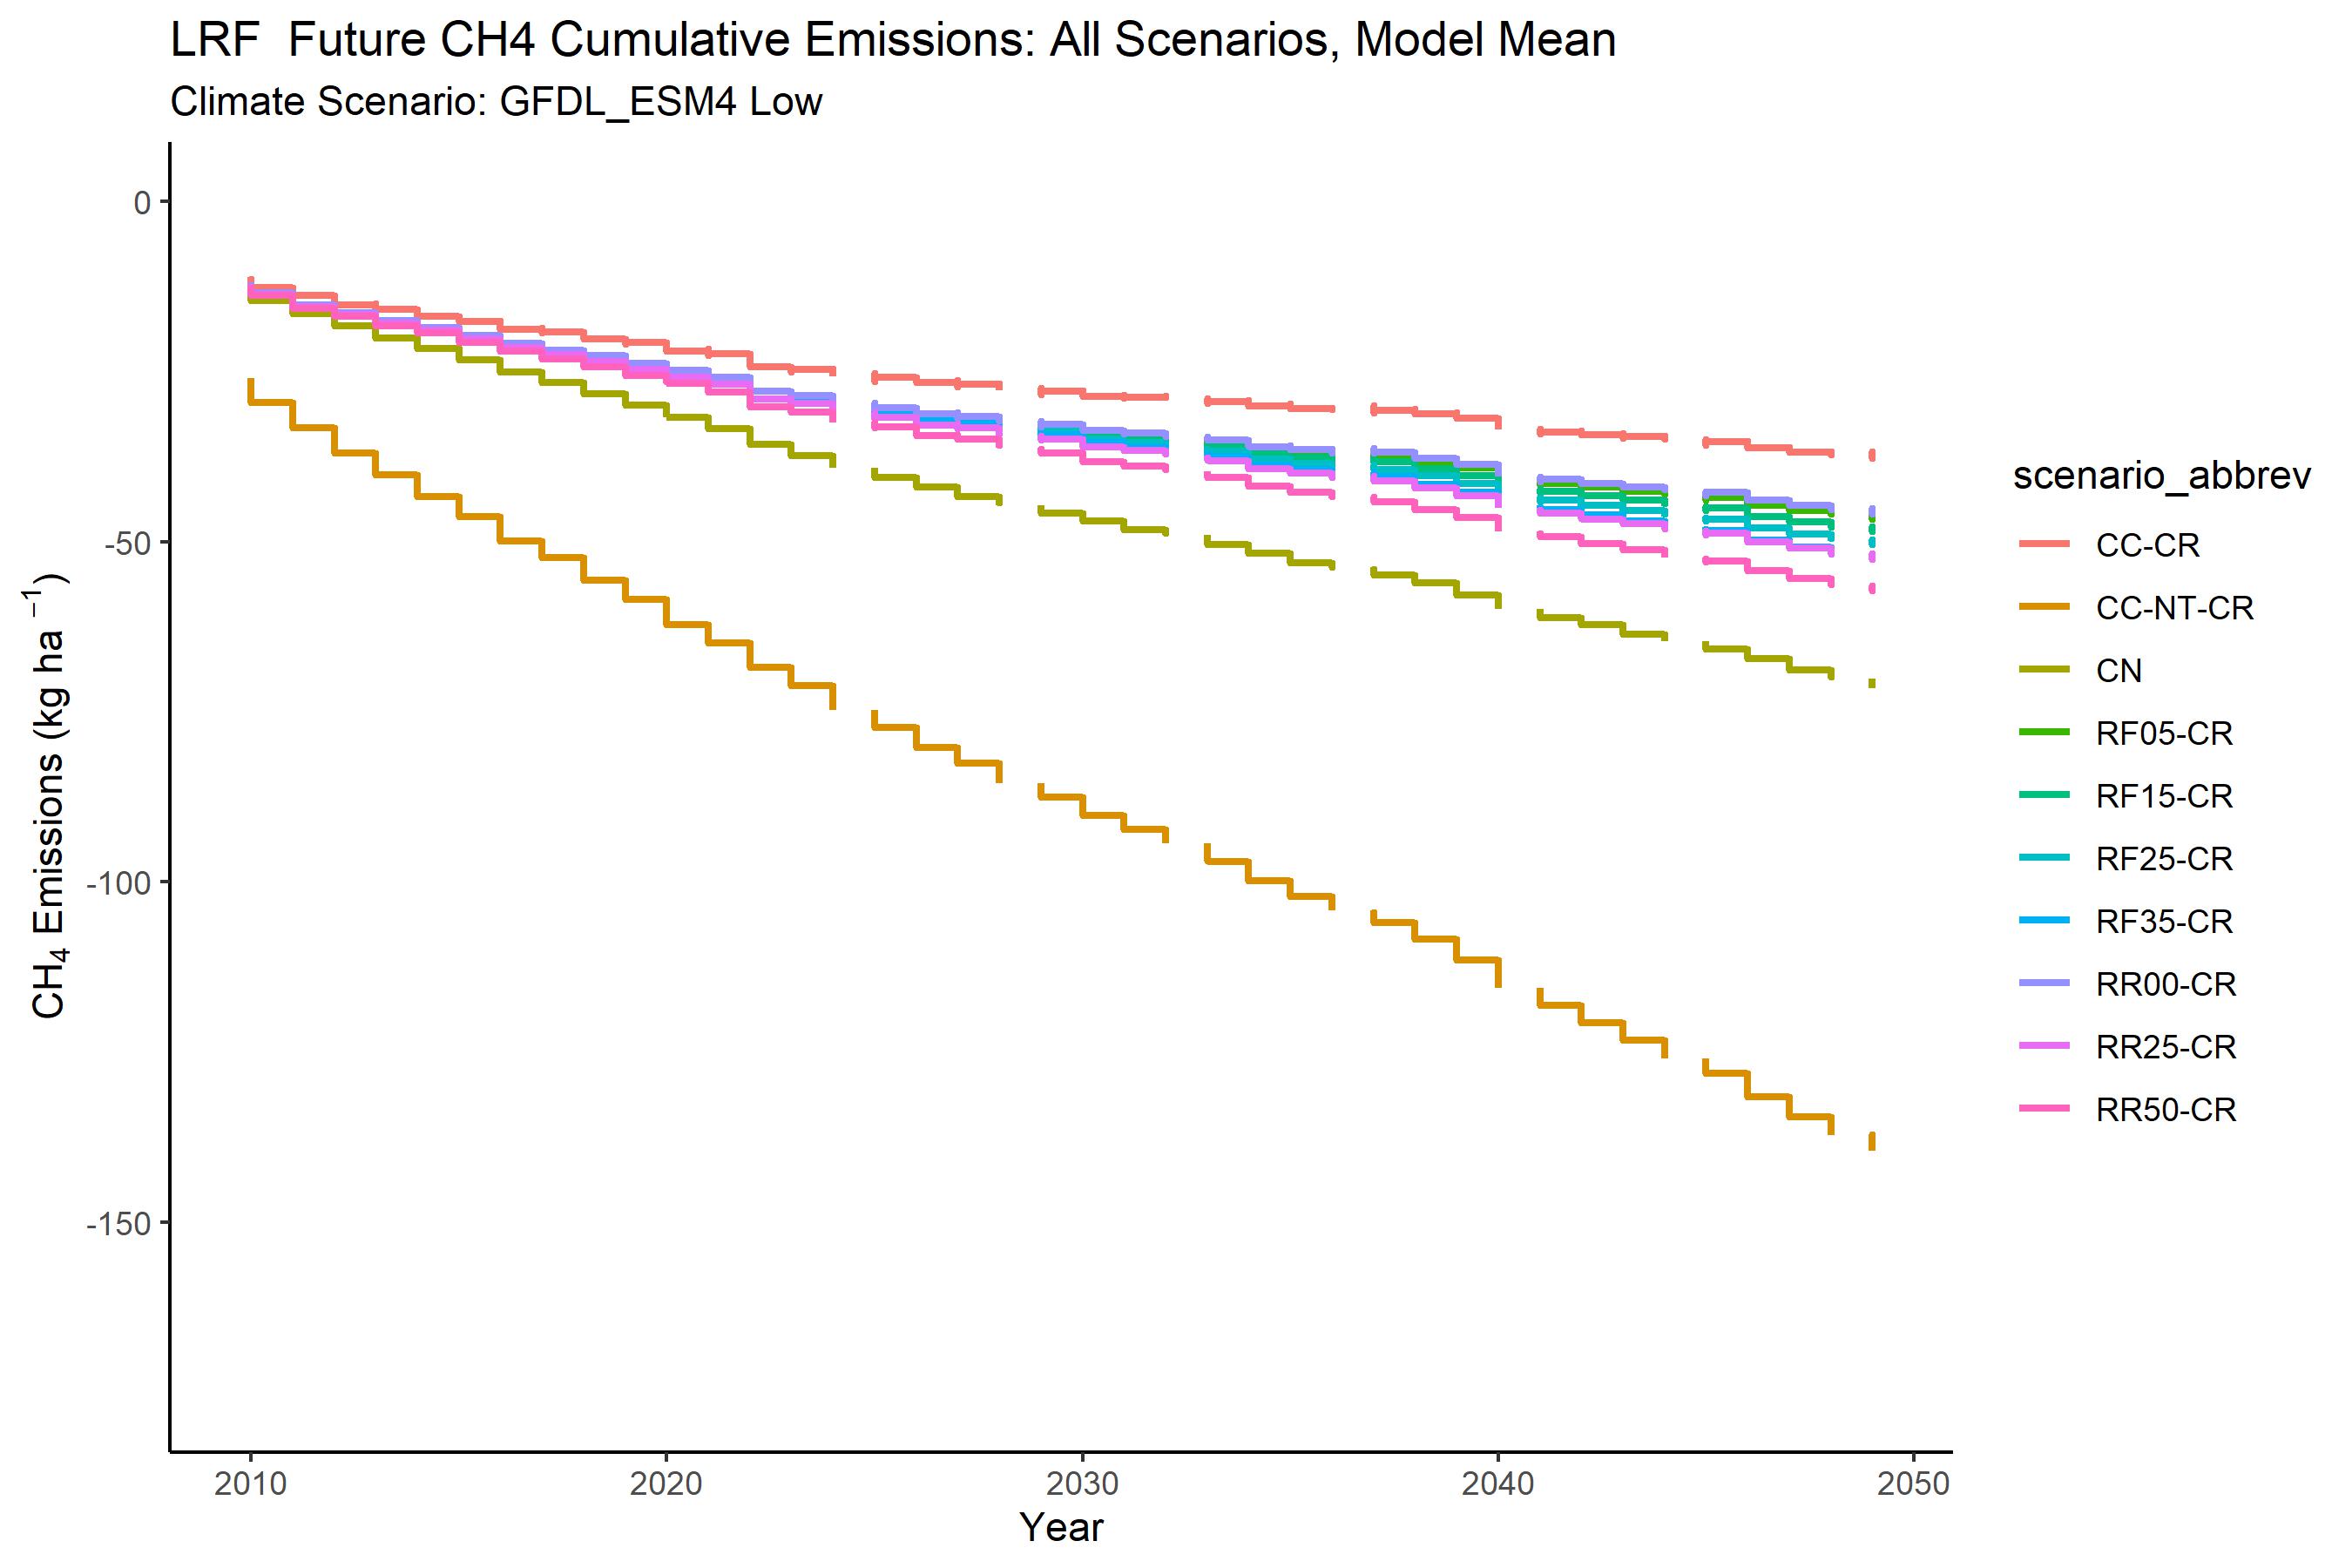 LRF  Future CH4 Cumulative Emissions: All Scenarios, Model Mean
Climate Scenario: GFDL_ESM4 Low
CH₄ Emissions (kg ha ⁻¹)
0
-50
-100
-150
2010 2020 2030 2040 2050
Year
scenario_abbrev
CC-CR
CC-NT-CR
CN
RF05-CR
RF15-CR
RF25-CR
RF35-CR
RR00-CR
RR25-CR
RR50-CR